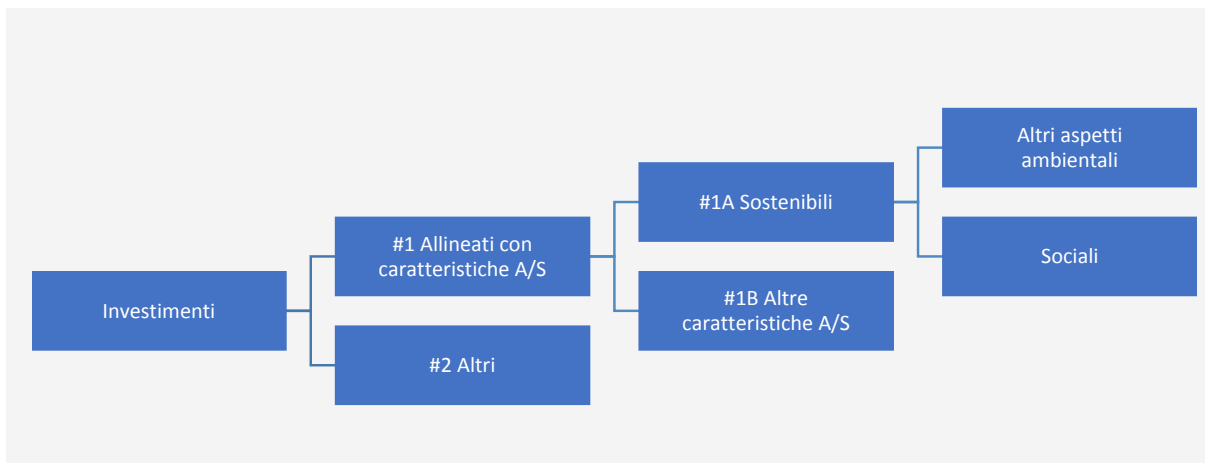 Investimenti
#1 Allineati con
caratteristiche A/S
#2 Altri
#1A Sostenibili
#1B Altre
caratteristiche A/S
Altri aspetti
ambientali
Sociali